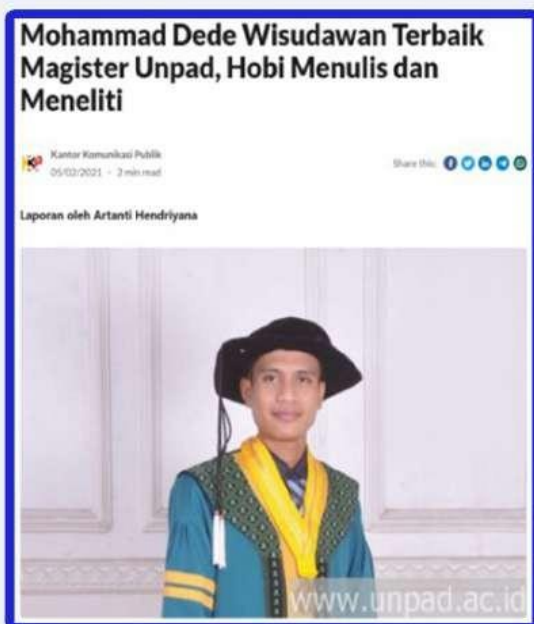 Mohammad Dede Wisudawan Terbaik
Magister Unpad, Hobi Menulis dan
Meneliti
Kantor Komunikasi Publik
05/02/2021 - 2 min read
Share this:
Laporan oleh Artanti Hendriyana
www.unpad.ac.id